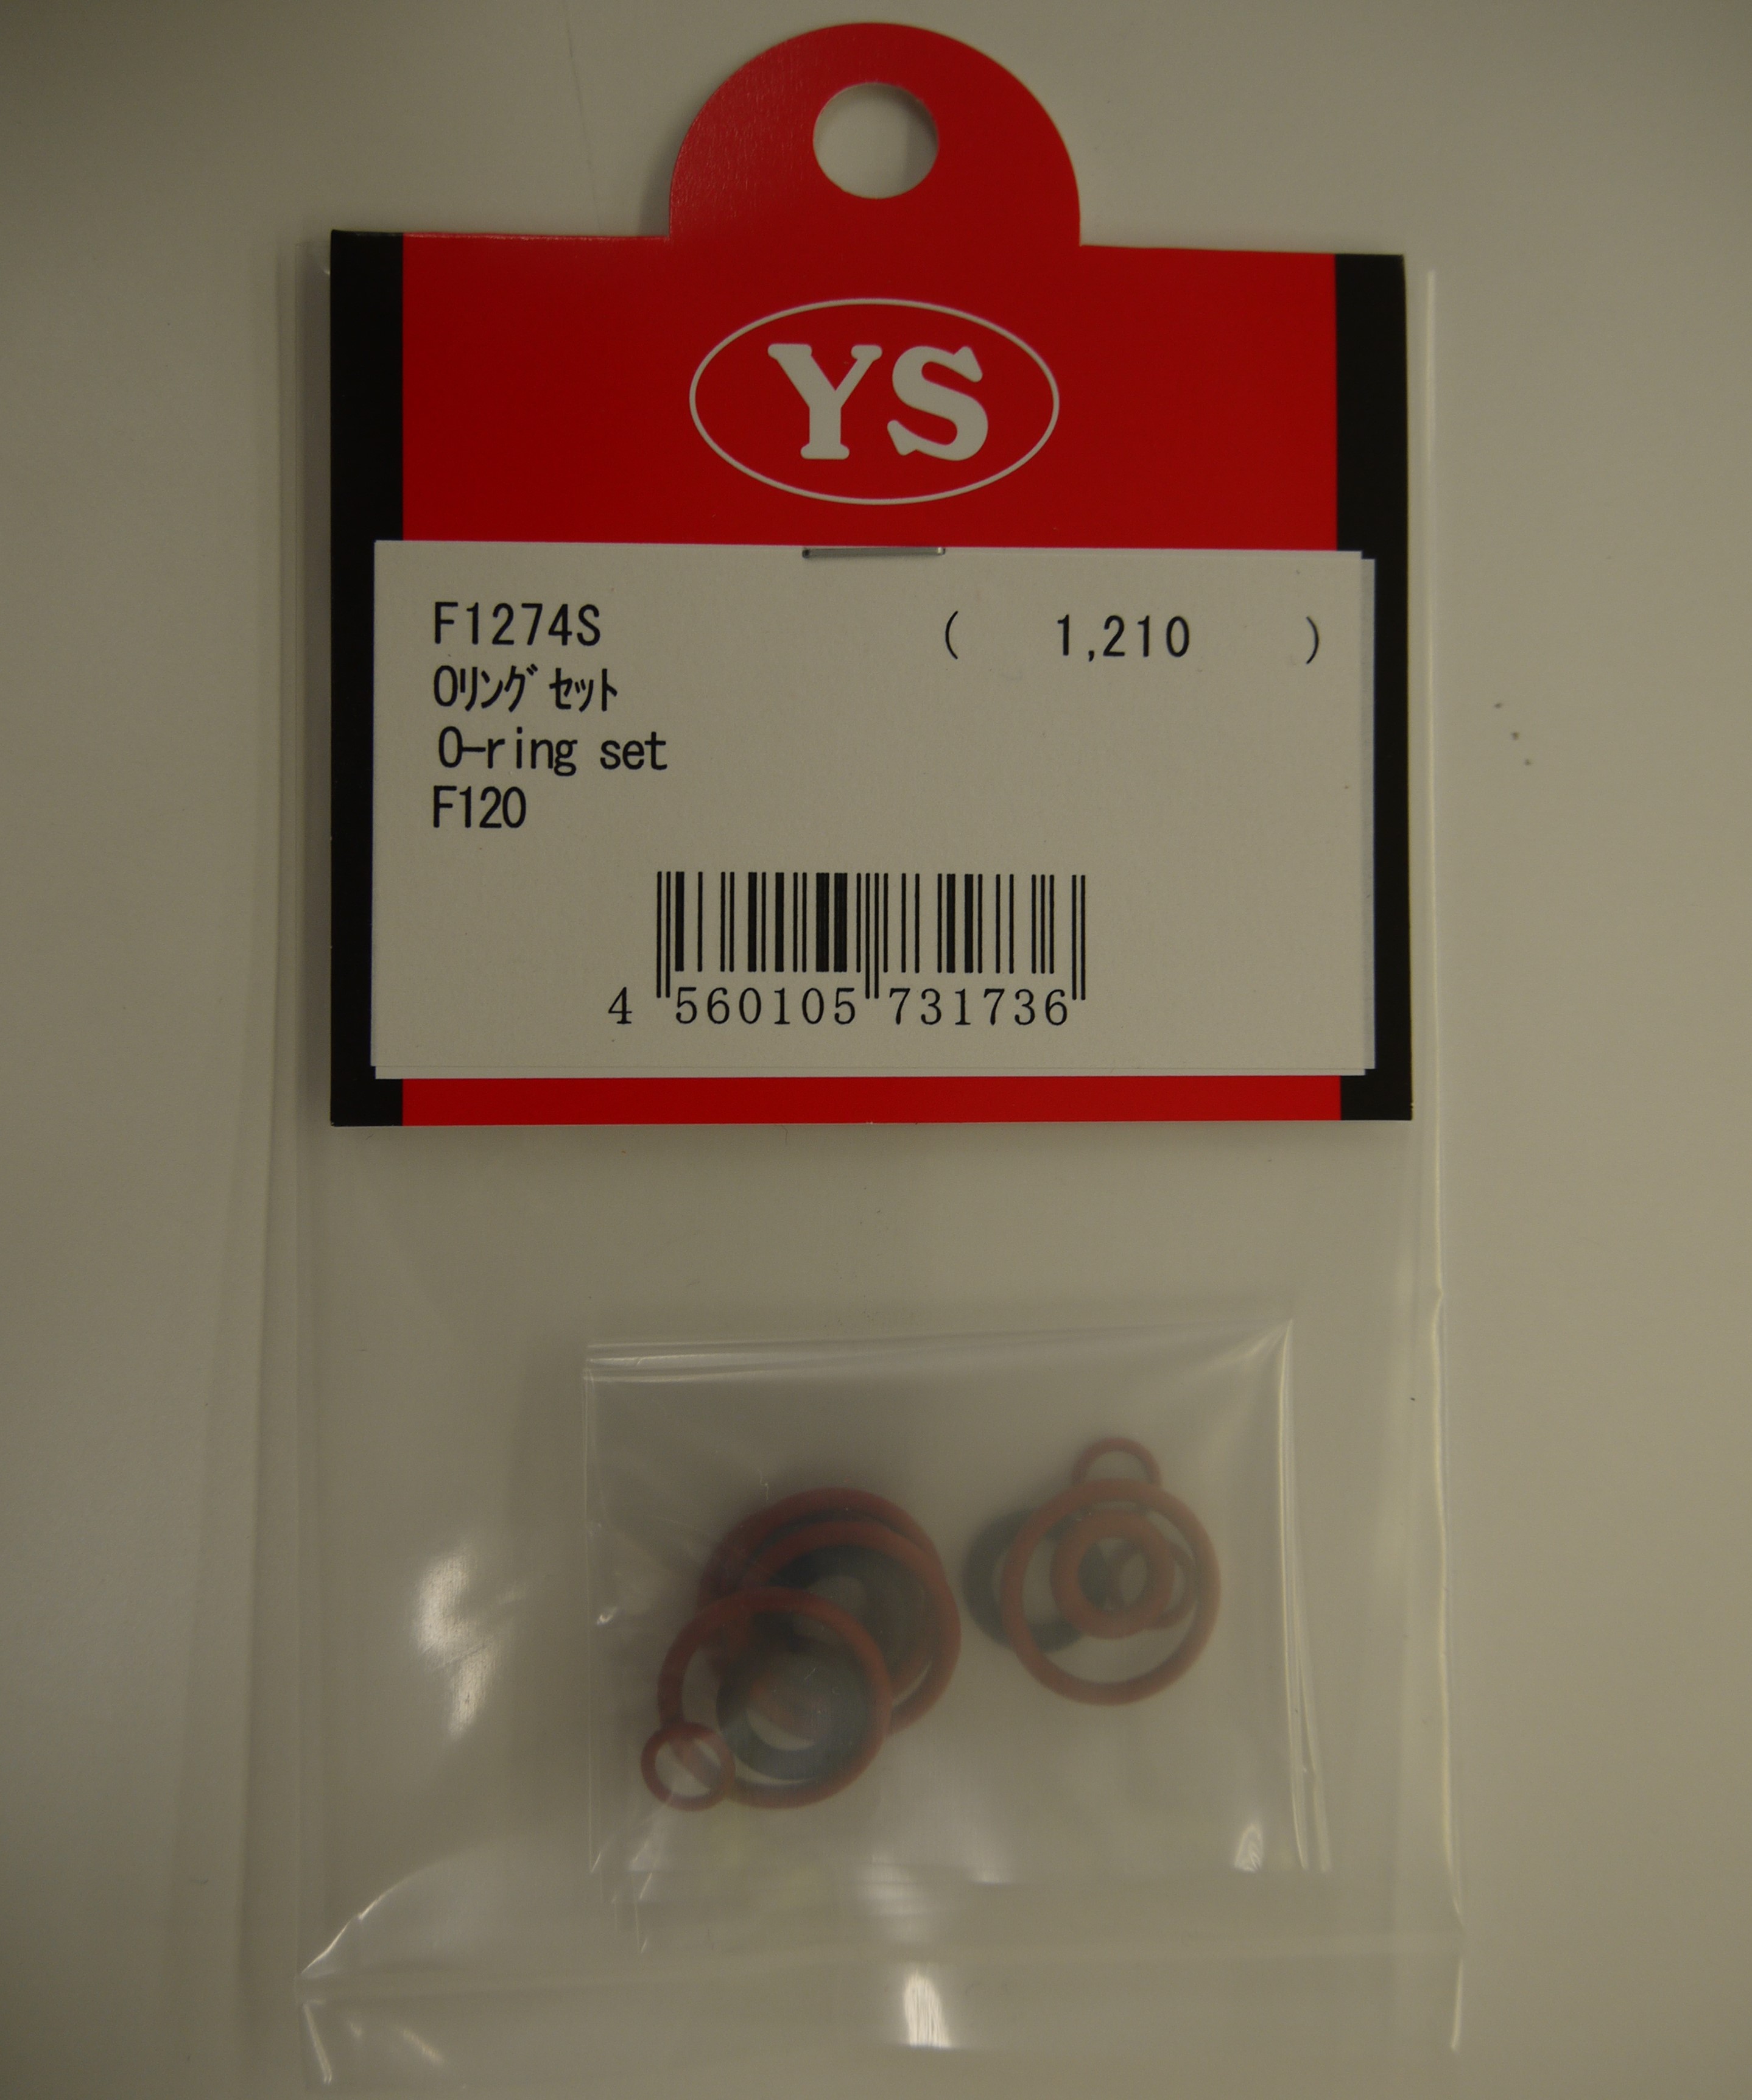 YS
F1274S ( 1,210 )
Oリングセット
O-ring set
F120
4 560105 731736